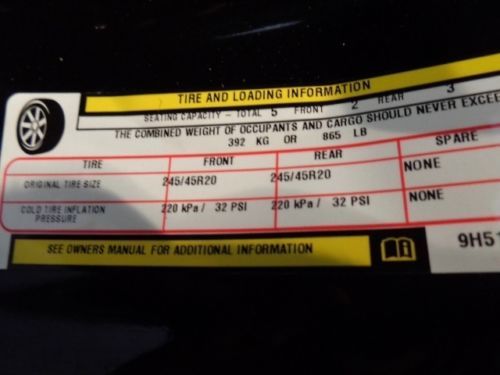 TIRE AND LOADING INFORMATION
SEATING CAPACITY - TOTAL 5 FRONT 2 REAR 3
THE COMBINED WEIGHT OF OCCUPANTS AND CARGO SHOULD NEVER EXCEE
392 KG OR 865 LB
TIRE FRONT REAR SPARE
ORIGINAL TIRE SIZE 245/45R20 245/45R20 NONE
COLD TIRE INFLATION PRESSURE 220 kPa / 32 PSI 220 kPa / 32 PSI NONE
SEE OWNERS MANUAL FOR ADDITIONAL INFORMATION
9H51